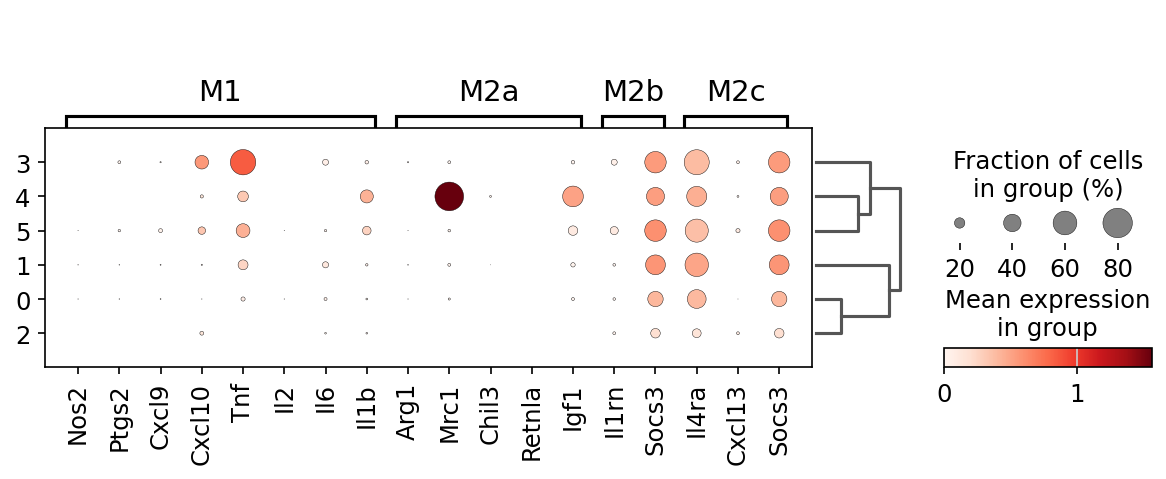 M1 M2a M2b M2c
3
4
5
1
0
2
Nos2 Ptgs2 Cxcl9 Cxcl10 Tnf Il2 Il6 Il1b Arg1 Mrc1 Chil3 Retnla Igf1 Il1rn Socs3 Il4ra Cxcl13 Socs3
Fraction of cells
in group (%)
20 40 60 80
Mean expression
in group
0 1